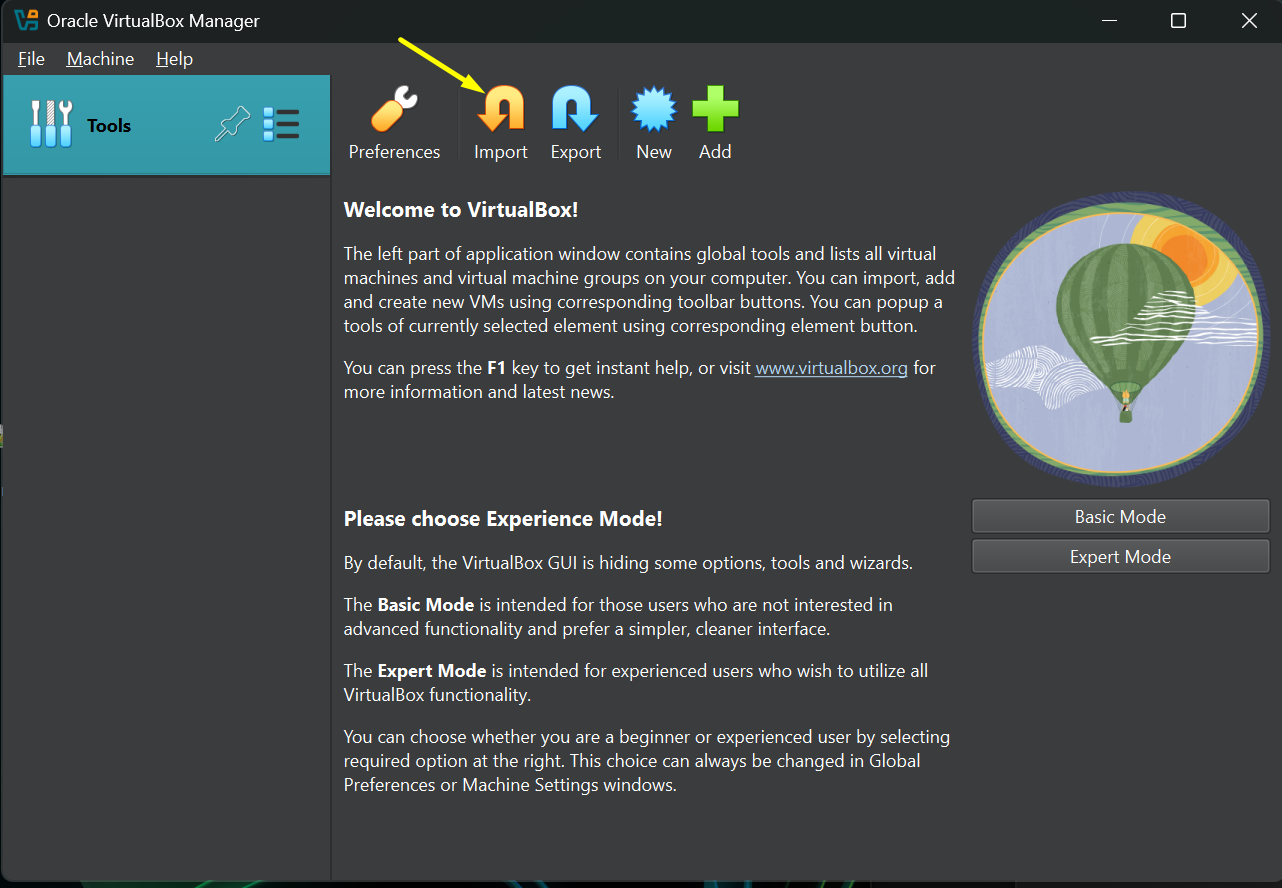 Oracle VirtualBox Manager
File Machine Help
Tools
Preferences Import Export New Add
Welcome to VirtualBox!
The left part of application window contains global tools and lists all virtual
machines and virtual machine groups on your computer. You can import, add
and create new VMs using corresponding toolbar buttons. You can popup a
tools of currently selected element using corresponding element button.
You can press the F1 key to get instant help, or visit www.virtualbox.org for
more information and latest news.
Please choose Experience Mode!
By default, the VirtualBox GUI is hiding some options, tools and wizards.
The Basic Mode is intended for those users who are not interested in
advanced functionality and prefer a simpler, cleaner interface.
The Expert Mode is intended for experienced users who wish to utilize all
VirtualBox functionality.
You can choose whether you are a beginner or experienced user by selecting
required option at the right. This choice can always be changed in Global
Preferences or Machine Settings windows.
Basic Mode
Expert Mode